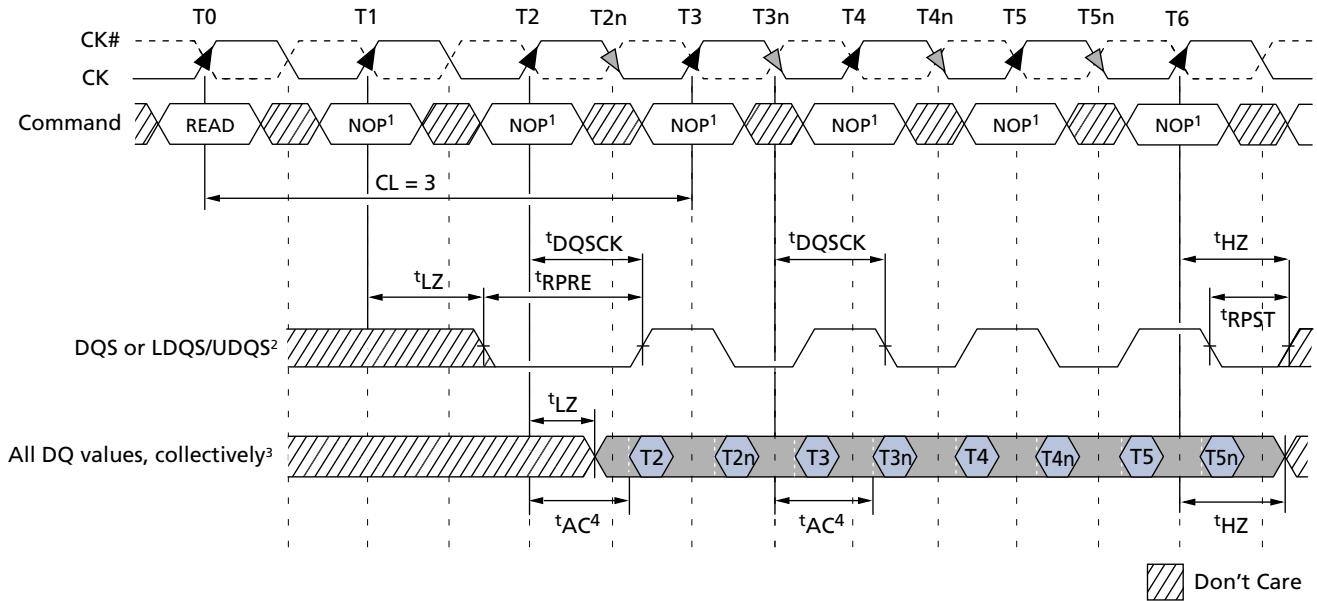 T0 T1 T2 T2n T3 T3n T4 T4n T5 T5n T6
CK#
CK
Command READ NOP1 NOP1 NOP1 NOP1 NOP1 NOP1
CL = 3
tDQSCK tDQSCK tHZ
tLZ tRPRE tRPST
DQS or LDQS/UDQS2
tLZ
All DQ values, collectively3 T2 T2n T3 T3n T4 T4n T5 T5n
tAC4 tAC4 tHZ
Don't Care